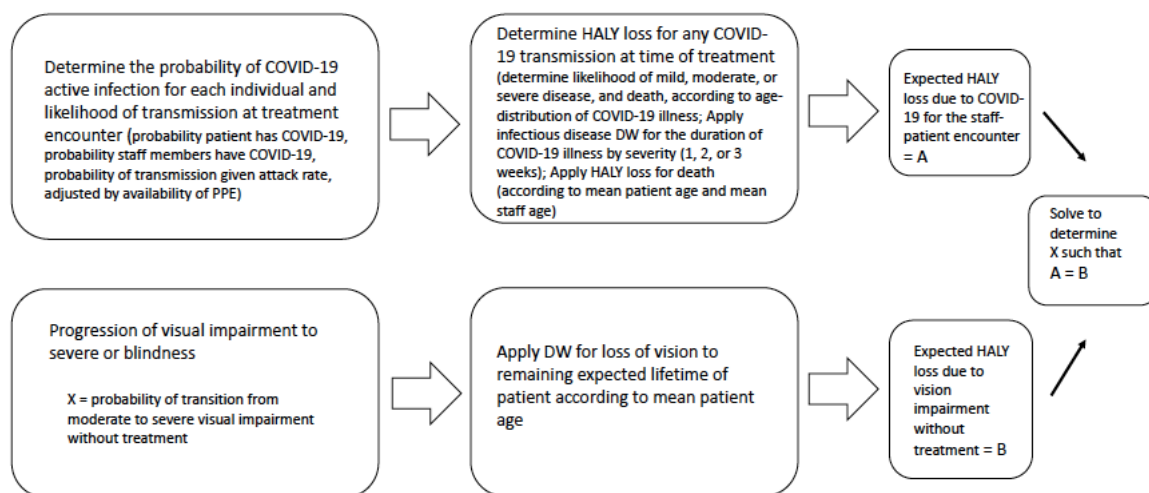 Determine the probability of COVID-19
active infection for each individual and
likelihood of transmission at treatment
encounter (probability patient has COVID-19,
probability staff members have COVID-19,
probability of transmission given attack rate,
adjusted by availability of PPE)
Determine HALY loss for any COVID-
19 transmission at time of treatment
(determine likelihood of mild, moderate, or
severe disease, and death, according to age-
distribution of COVID-19 illness; Apply
infectious disease DW for the duration of
COVID-19 illness by severity (1, 2, or 3
weeks); Apply HALY loss for death
(according to mean patient age and mean
staff age)
Expected HALY
loss due to COVID-
19 for the staff-
patient encounter
= A
Solve to
determine
X such that
A = B
Progression of visual impairment to
severe or blindness
X = probability of transition from
moderate to severe visual impairment
without treatment
Apply DW for loss of vision to
remaining expected lifetime of
patient according to mean patient
age
Expected HALY
loss due to
vision
impairment
without
treatment = B